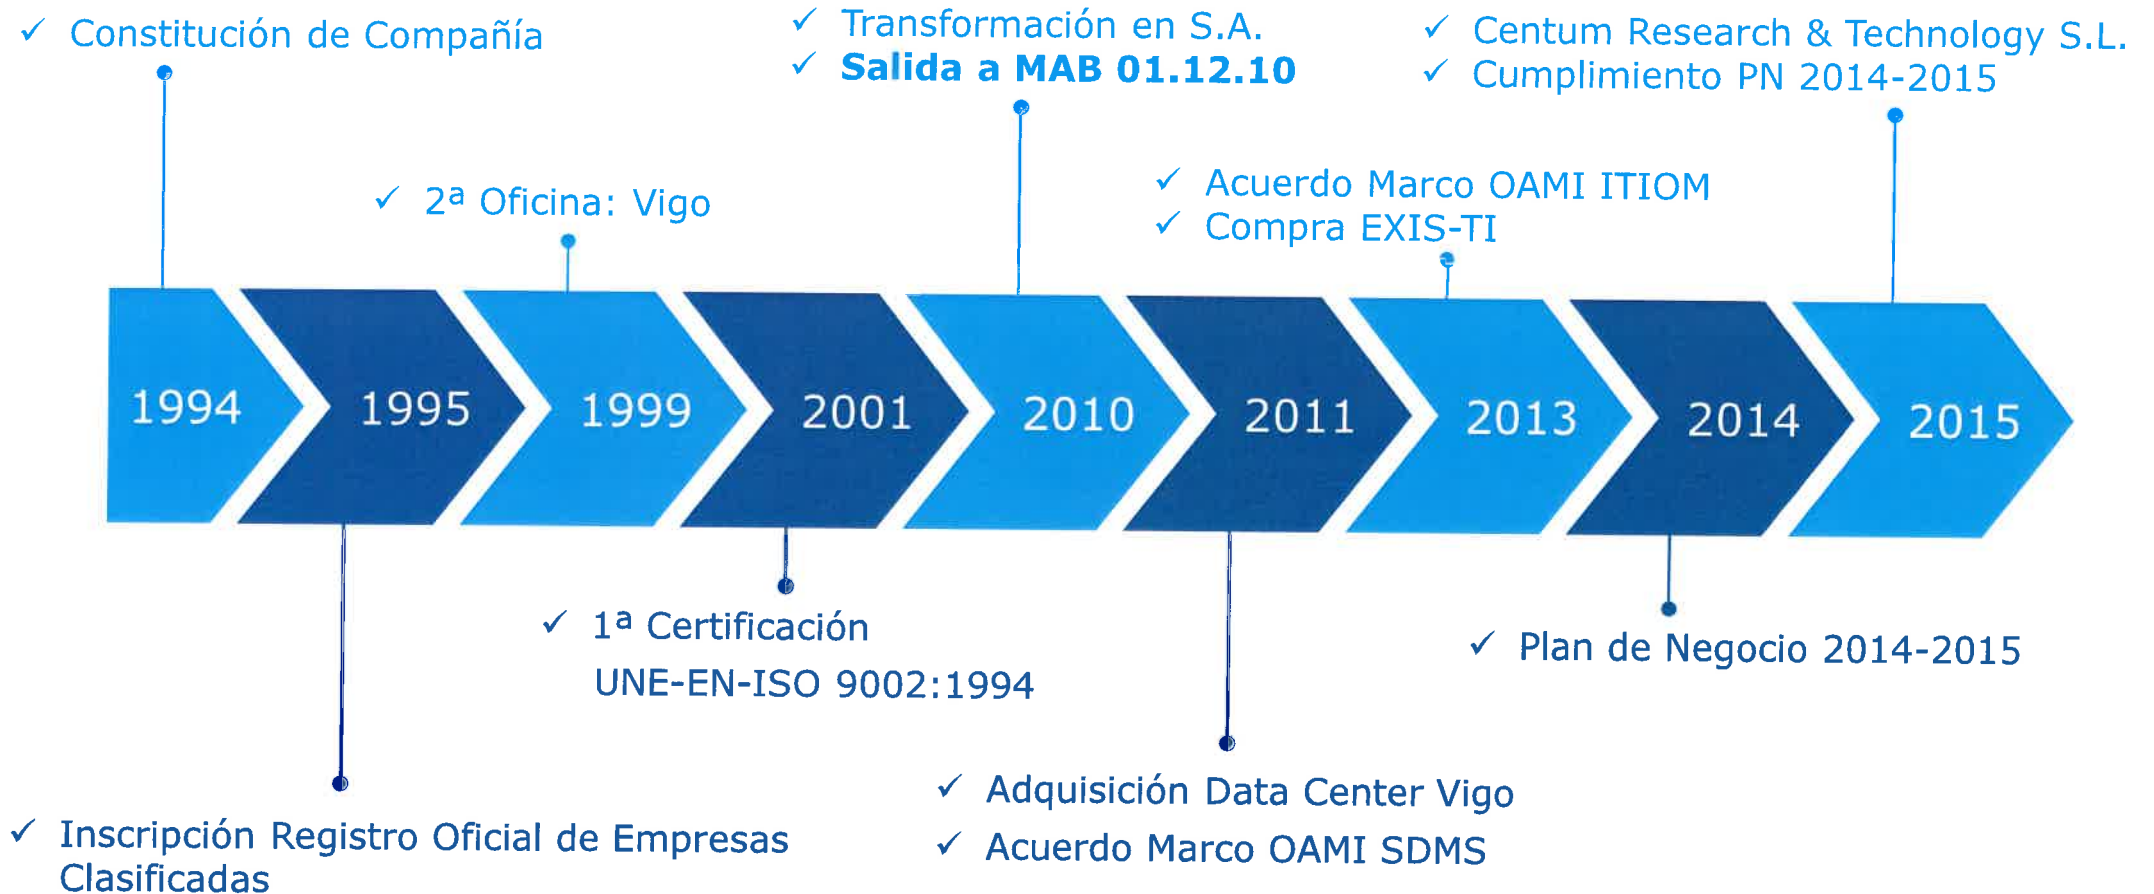 ✓ Constitución de Compañía
✓ Transformación en S.A.
✓ Salida a MAB 01.12.10
✓ Centum Research & Technology S.L.
✓ Cumplimiento PN 2014-2015
✓ 2ª Oficina: Vigo
✓ Acuerdo Marco OAMI ITIOM
✓ Compra EXIS-TI
1994
1995
1999
2001
2010
2011
2013
2014
2015
✓ 1ª Certificación
UNE-EN-ISO 9002:1994
✓ Plan de Negocio 2014-2015
✓ Inscripción Registro Oficial de Empresas
Clasificadas
✓ Adquisición Data Center Vigo
✓ Acuerdo Marco OAMI SDMS